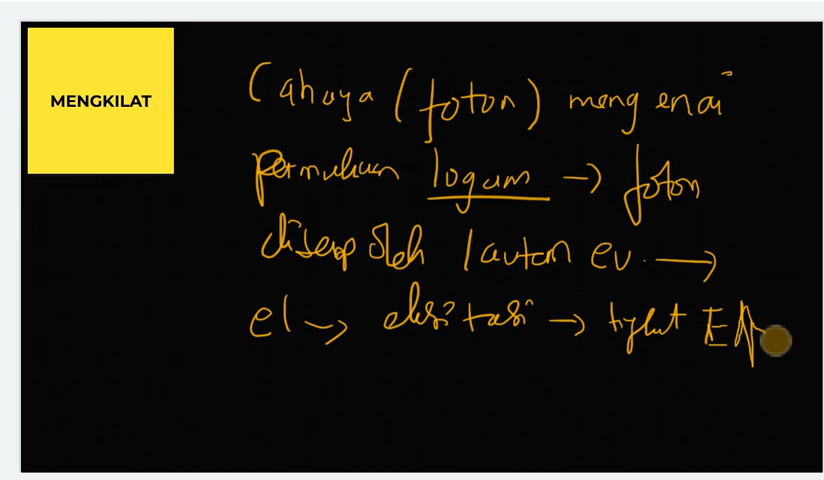 MENGKILAT
Cahaya (foton) mengenai
permukaan logam → foton
diserap oleh lautan ev. →
el → eksitasi → tingkat E